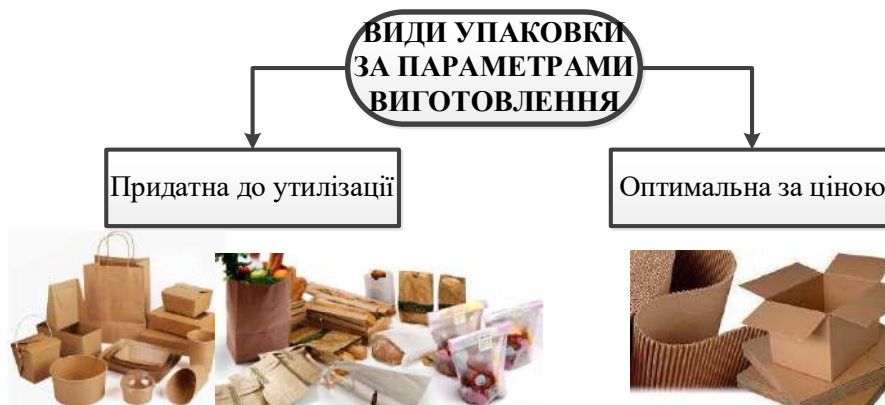 ВИДИ УПАКОВКИ
ЗА ПАРАМЕТРАМИ
ВИГОТОВЛЕННЯ
Придатна до утилізації
Оптимальна за ціною